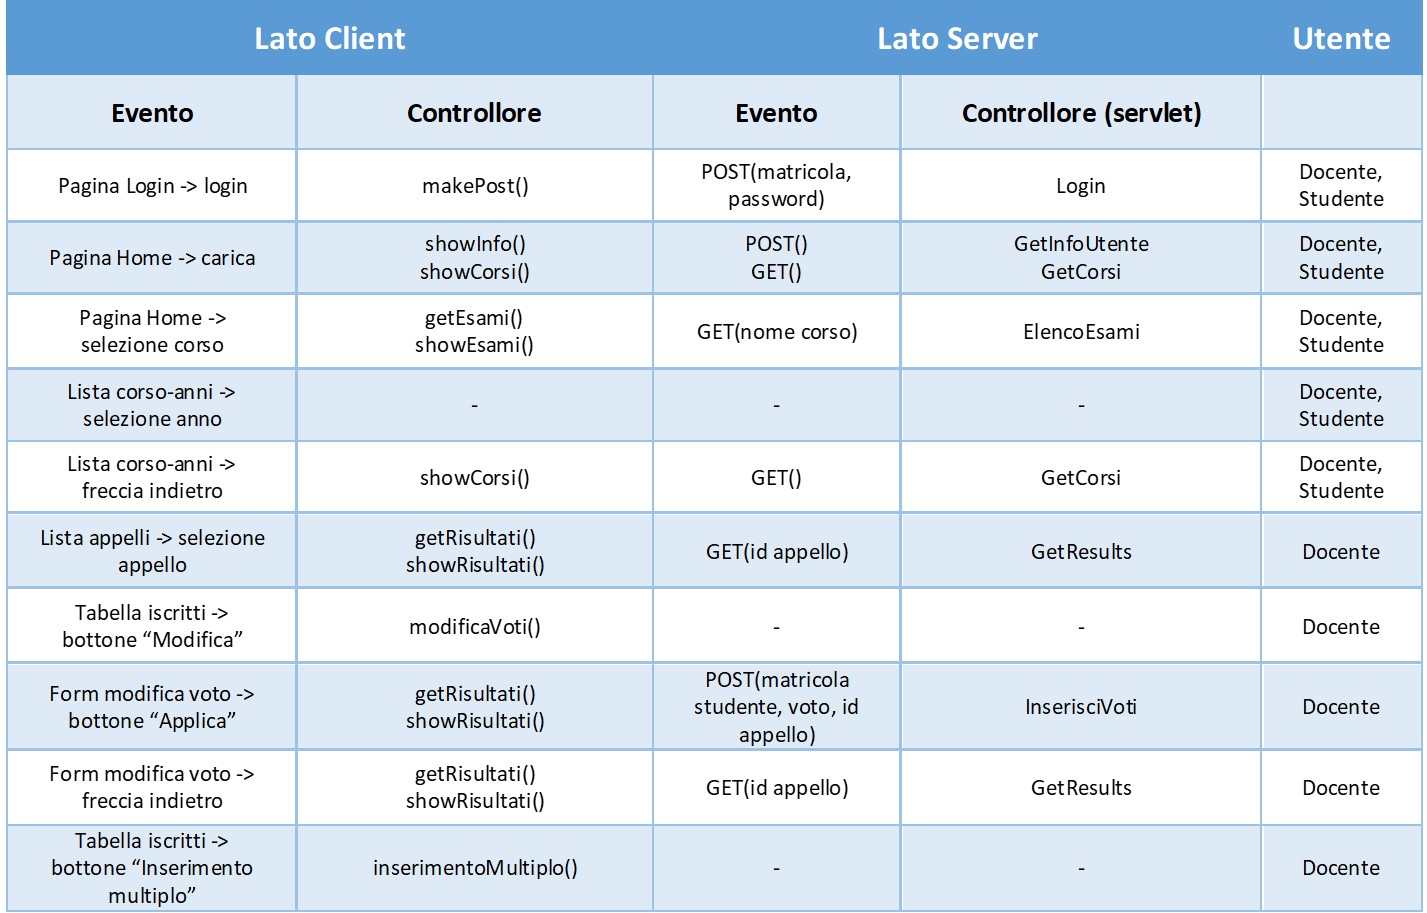 Lato Client
Lato Server
Utente
Evento
Controllore
Evento
Controllore (servlet)
Pagina Login -> login
makePost()
POST(matricola,
password)
Login
Docente,
Studente
Pagina Home -> carica
showInfo()
showCorsi()
POST()
GET()
GetInfoUtente
GetCorsi
Docente,
Studente
Pagina Home ->
selezione corso
getEsami()
showEsami()
GET(nome corso)
ElencoEsami
Docente,
Studente
Lista corso-anni ->
selezione anno
-
-
-
Docente,
Studente
Lista corso-anni ->
freccia indietro
showCorsi()
GET()
GetCorsi
Docente,
Studente
Lista appelli -> selezione
appello
getRisultati()
showRisultati()
GET(id appello)
GetResults
Docente
Tabella iscritti ->
bottone “Modifica”
modificaVoti()
-
-
Docente
Form modifica voto ->
bottone “Applica”
getRisultati()
showRisultati()
POST(matricola
studente, voto, id
appello)
InserisciVoti
Docente
Form modifica voto ->
freccia indietro
getRisultati()
showRisultati()
GET(id appello)
GetResults
Docente
Tabella iscritti ->
bottone “Inserimento
multiplo”
inserimentoMultiplo()
-
-
Docente